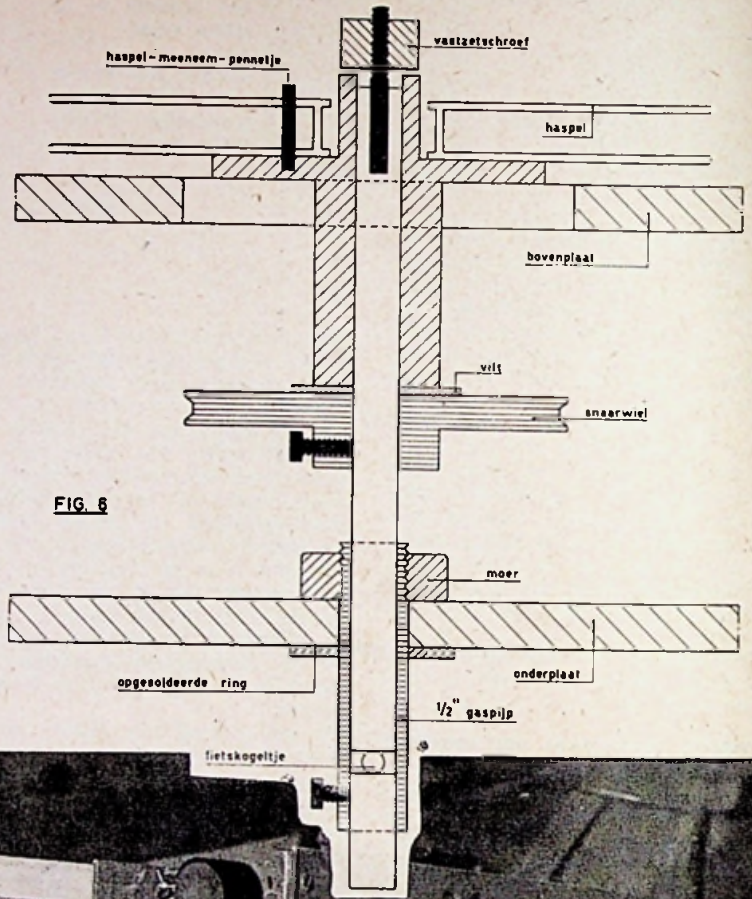 vastzetschroef
haspel-meeneem-pennetje
haspel
bovenplaat
vilt
snaarwiel
FIG. 6
moer
opgesoldeerde ring
onderplaat
1/2" gaspijp
fietskogeltje